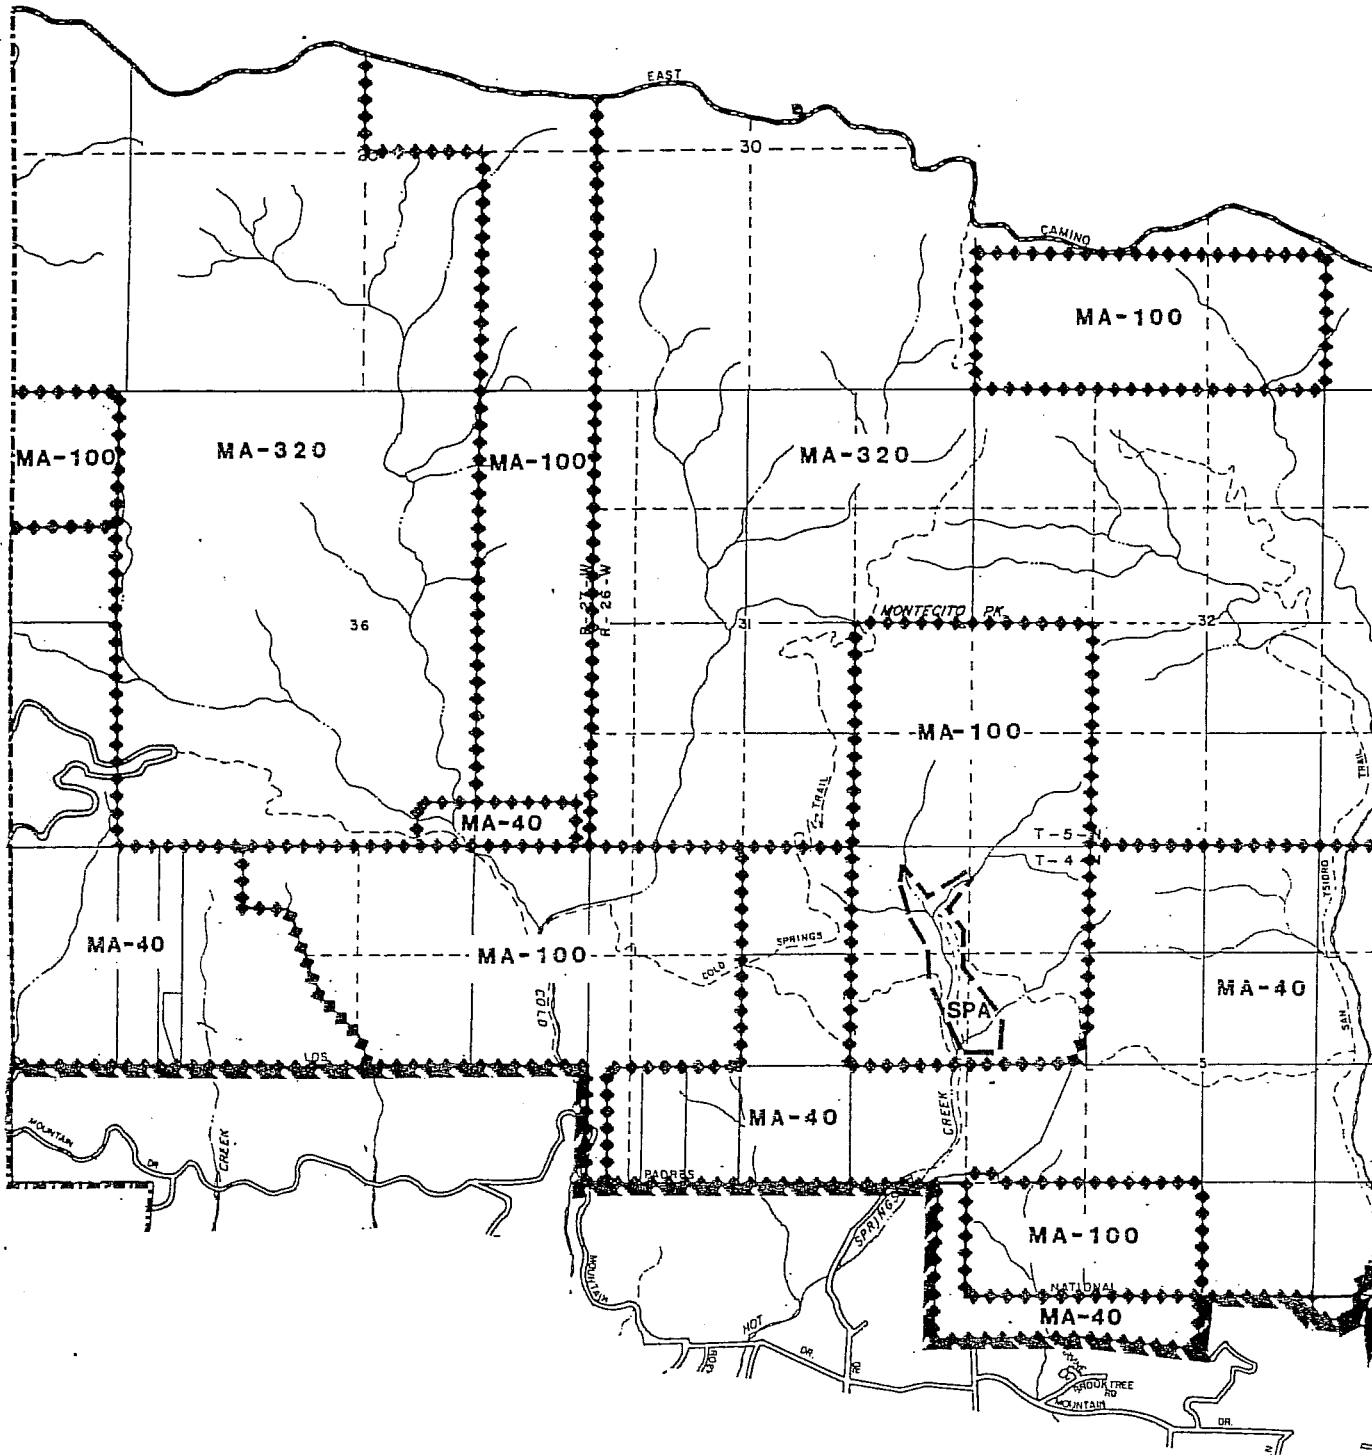 EAST
30
CAMINO
MA-100
MA-320
MA-100
MA-100
MA-320
R-27-W
R-26-W
36
31
MONTECITO PK
32
MA-100
TRAIL
TRAIL
MA-40
T-5-N
T-4-N
YSIDRO
MA-40
MA-100
SPRINGS
COLD
COLD
MA-40
SPA
SAN
LOS
5
MA-40
CREEK
MOUNTAIN
DR.
CREEK
PADRES
SPRINGS
MA-100
MOUNTAIN
NATIONAL
MA-40
HOT
DR.
RD
BROOKTREE
RD
MOUNTAIN
DR.